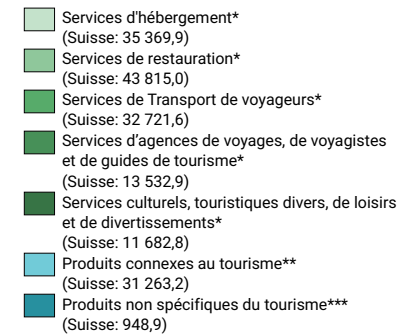 Services d'hébergement*
(Suisse: 35 369,9)
Services de restauration*
(Suisse: 43 815,0)
Services de Transport de voyageurs*
(Suisse: 32 721,6)
Services d’agences de voyages, de voyagistes
et de guides de tourisme*
(Suisse: 13 532,9)
Services culturels, touristiques divers, de loisirs
et de divertissements*
(Suisse: 11 682,8)
Produits connexes au tourisme**
(Suisse: 31 263,2)
Produits non spécifiques du tourisme***
(Suisse: 948,9)